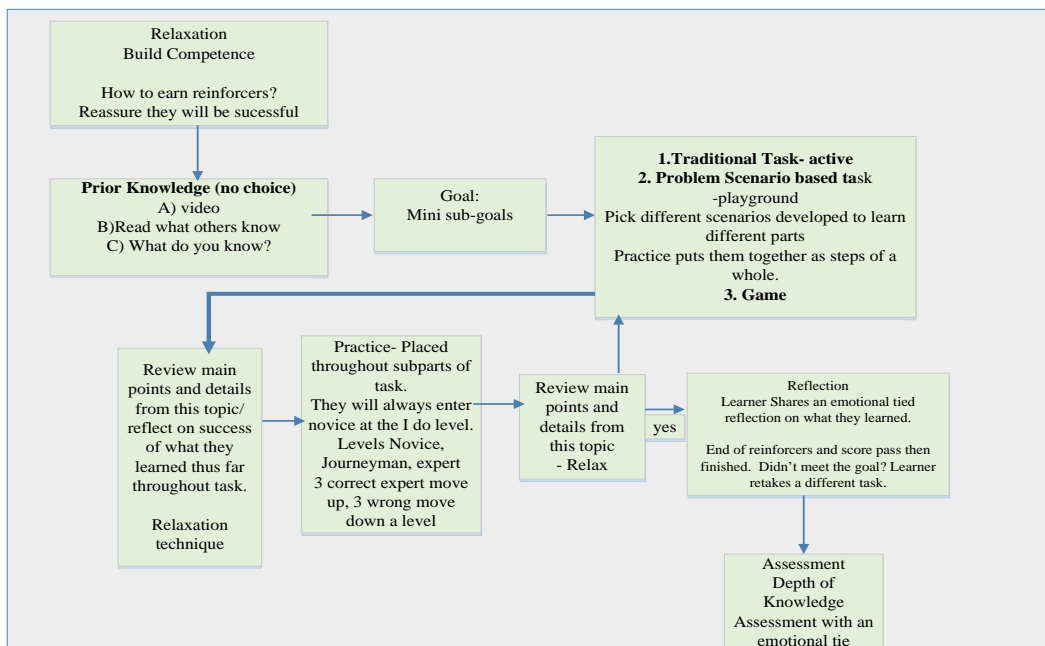 Relaxation
Build Competence
How to earn reinforcers?
Reassure they will be sucessful
Prior Knowledge (no choice)
A) video
B)Read what others know
C) What do you know?
Goal:
Mini sub-goals
1.Traditional Task- active
2. Problem Scenario based task
-playground
Pick different scenarios developed to learn
different parts
Practice puts them together as steps of a
whole.
3. Game
Review main
points and details
from this topic/
reflect on success
of what they
learned thus far
throughout task.
Relaxation
technique
Practice- Placed
throughout subparts of
task.
They will always enter
novice at the I do level.
Levels Novice,
Journeyman, expert
3 correct expert move
up, 3 wrong move
down a level
Review main
points and
details from
this topic
- Relax
yes
Reflection
Learner Shares an emotional tied
reflection on what they learned.
End of reinforcers and score pass then
finished. Didn't meet the goal? Learner
retakes a different task.
Assessment
Depth of
Knowledge
Assessment with an
emotional tie